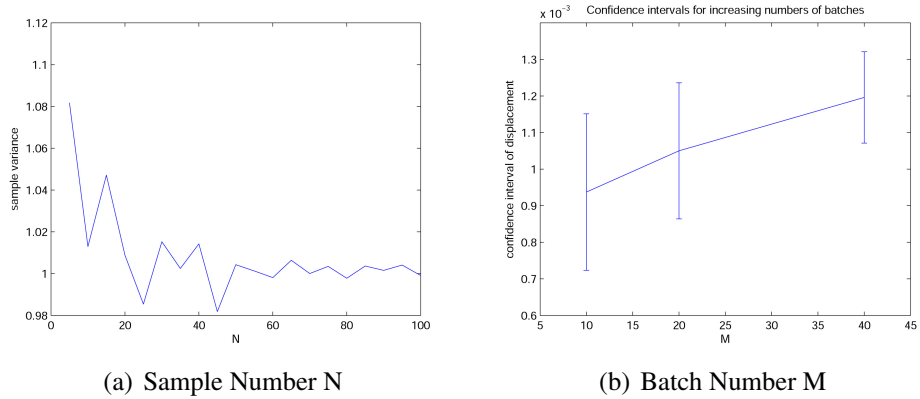 1.12
1.1
1.08
1.06
1.04
1.02
1
0.98
sample variance
0 20 40 60 80 100
N
(a) Sample Number N
x 10⁻³
Confidence intervals for increasing numbers of batches
1.4
1.3
1.2
1.1
1
0.9
0.8
0.7
0.6
confidence interval of displacement
5 10 15 20 25 30 35 40 45
M
(b) Batch Number M